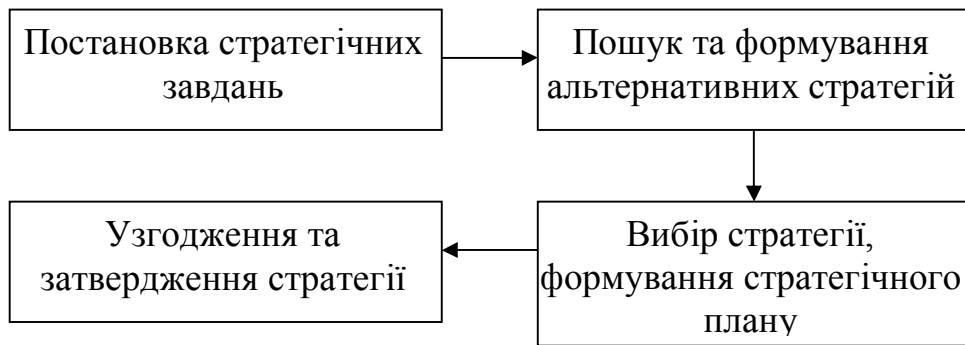 Постановка стратегічних
завдань
Пошук та формування
альтернативних стратегій
Узгодження та
затвердження стратегії
Вибір стратегії,
формування стратегічного
плану